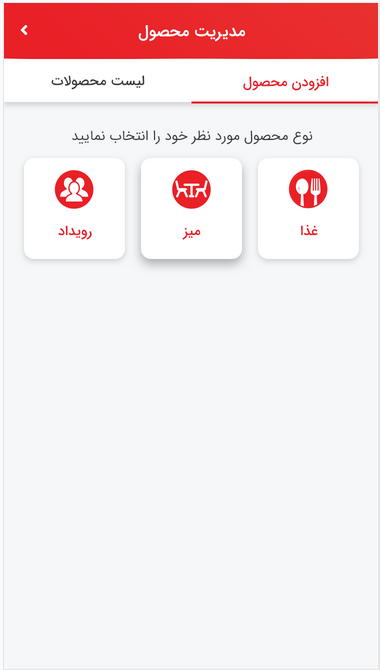 مدیریت محصول
افزودن محصول
لیست محصولات
نوع محصول مورد نظر خود را انتخاب نمایید
غذا
میز
رویداد